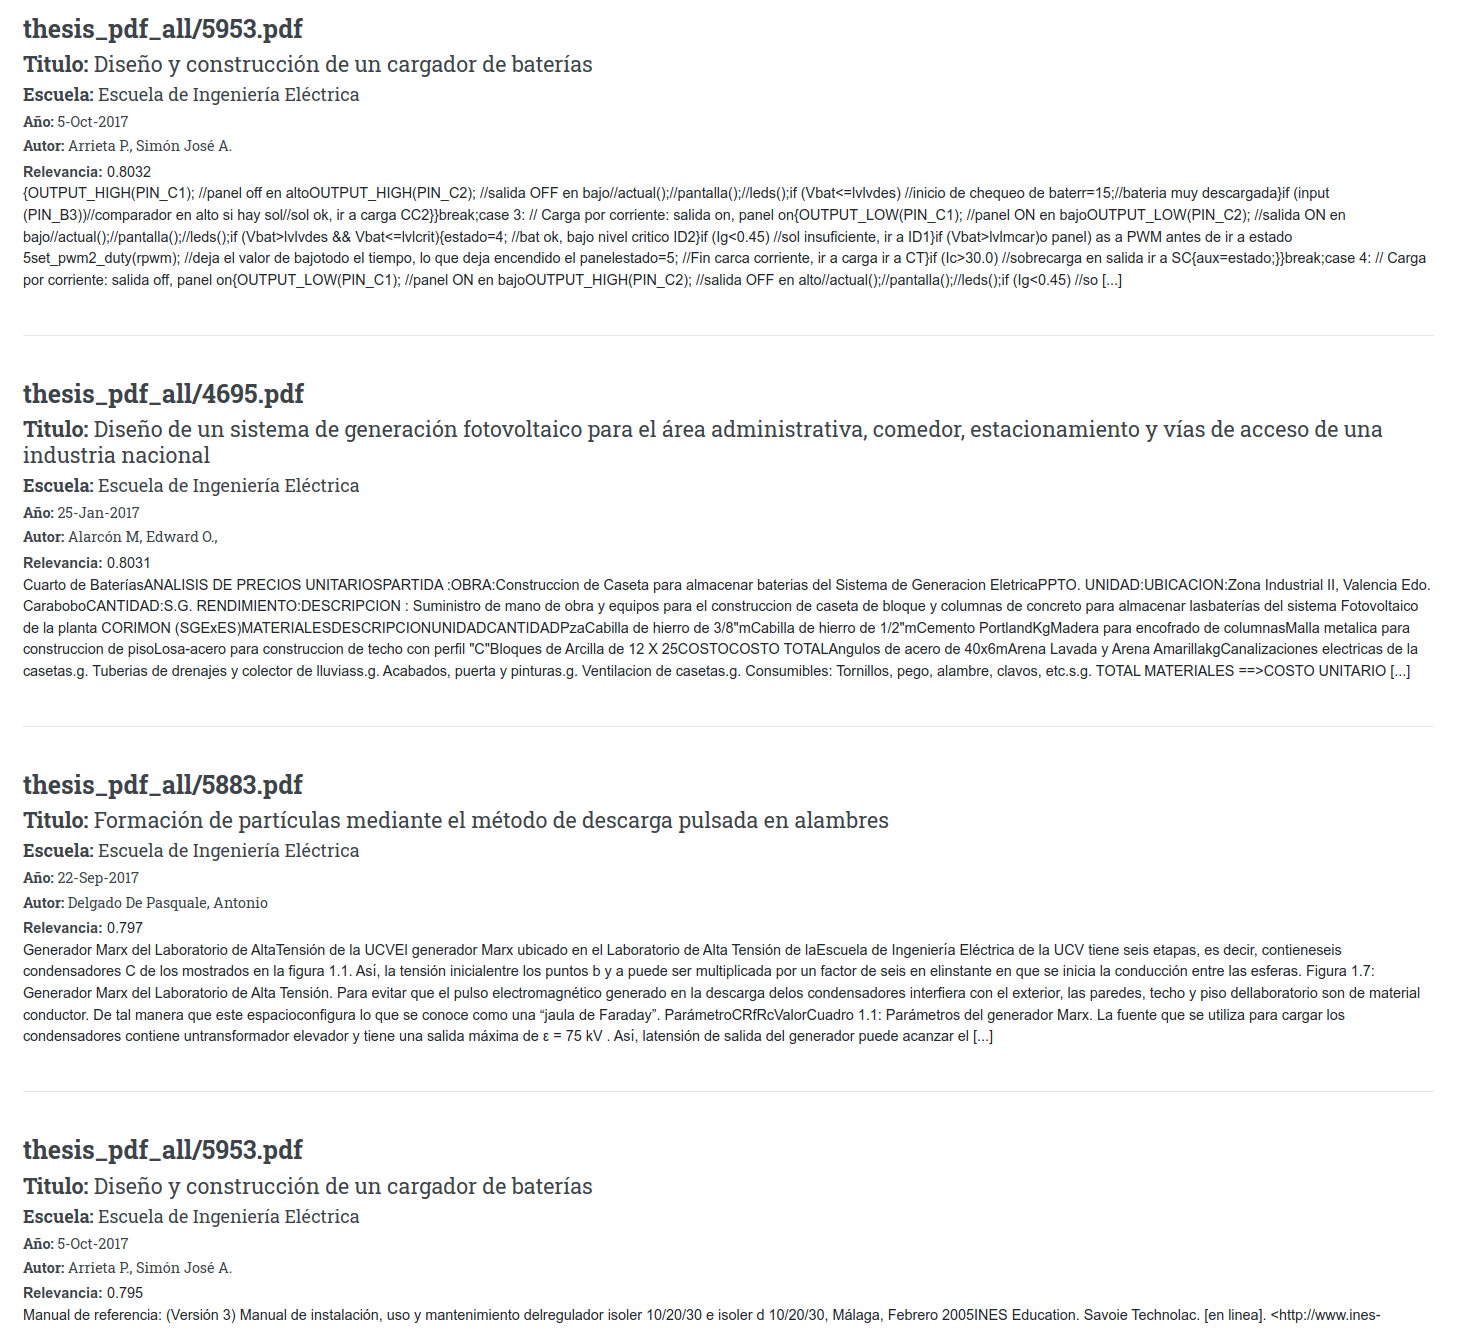 thesis_pdf_all/5953.pdf
Titulo: Diseño y construcción de un cargador de baterías
Escuela: Escuela de Ingeniería Eléctrica
Año: 5-Oct-2017
Autor: Arrieta P., Simón José A.
Relevancia: 0.8032
{OUTPUT_HIGH(PIN_C1); //panel off en altoOUTPUT_HIGH(PIN_C2); //salida OFF en bajo//actual();//pantalla();//leds();if (Vbat<=lvlvdes) //inicio de chequeo de baterr=15;//bateria muy descargada}if (input
(PIN_B3))//comparador en alto si hay sol//sol ok, ir a carga CC2}}break;case 3: // Carga por corriente: salida on, panel on{OUTPUT_LOW(PIN_C1); //panel ON en bajoOUTPUT_LOW(PIN_C2); //salida ON en
bajo//actual();//pantalla();//leds();if (Vbat>lvlvdes && Vbat<=lvlcrit){estado=4; //bat ok, bajo nivel critico ID2}if (Ig<0.45) //sol insuficiente, ir a ID1}if (Vbat>lvlmcar)o panel) as a PWM antes de ir a estado
5set_pwm2_duty(rpwm); //deja el valor de bajotodo el tiempo, lo que deja encendido el panelestado=5; //Fin carca corriente, ir a carga ir a CT}if (Ic>30.0) //sobrecarga en salida ir a SC{aux=estado;}}break;case 4: // Carga
por corriente: salida off, panel on{OUTPUT_LOW(PIN_C1); //panel ON en bajoOUTPUT_HIGH(PIN_C2); //salida OFF en alto//actual();//pantalla();//leds();if (Ig<0.45) //so [...]
thesis_pdf_all/4695.pdf
Titulo: Diseño de un sistema de generación fotovoltaico para el área administrativa, comedor, estacionamiento y vías de acceso de una
industria nacional
Escuela: Escuela de Ingeniería Eléctrica
Año: 25-Jan-2017
Autor: Alarcón M, Edward O.,
Relevancia: 0.8031
Cuarto de BateríasANALISIS DE PRECIOS UNITARIOSPARTIDA :OBRA:Construccion de Caseta para almacenar baterias del Sistema de Generacion EletricaPPTO. UNIDAD:UBICACION:Zona Industrial II, Valencia Edo.
CaraboboCANTIDAD:S.G. RENDIMIENTO:DESCRIPCION : Suministro de mano de obra y equipos para el construccion de caseta de bloque y columnas de concreto para almacenar lasbaterías del sistema Fotovoltaico
de la planta CORIMON (SGExES)MATERIALESDESCRIPCIONUNIDADCANTIDADPzaCabilla de hierro de 3/8"mCabilla de hierro de 1/2"mCemento PortlandKgMadera para encofrado de columnasMalla metalica para
construccion de pisoLosa-acero para construccion de techo con perfil "C"Bloques de Arcilla de 12 X 25COSTOCOSTO TOTALAngulos de acero de 40x6mArena Lavada y Arena AmarillakgCanalizaciones electricas de la
casetas.g. Tuberias de drenajes y colector de lluviass.g. Acabados, puerta y pinturas.g. Ventilacion de casetas.g. Consumibles: Tornillos, pego, alambre, clavos, etc.s.g. TOTAL MATERIALES ==>COSTO UNITARIO [...]
thesis_pdf_all/5883.pdf
Titulo: Formación de partículas mediante el método de descarga pulsada en alambres
Escuela: Escuela de Ingeniería Eléctrica
Año: 22-Sep-2017
Autor: Delgado De Pasquale, Antonio
Relevancia: 0.797
Generador Marx del Laboratorio de AltaTensión de la UCVEl generador Marx ubicado en el Laboratorio de Alta Tensión de laEscuela de Ingeniería Eléctrica de la UCV tiene seis etapas, es decir, contieneseis
condensadores C de los mostrados en la figura 1.1. Así, la tensión inicialentre los puntos b y a puede ser multiplicada por un factor de seis en elinstante en que se inicia la conducción entre las esferas. Figura 1.7:
Generador Marx del Laboratorio de Alta Tensión. Para evitar que el pulso electromagnético generado en la descarga delos condensadores interfiera con el exterior, las paredes, techo y piso dellaboratorio son de material
conductor. De tal manera que este espacioconfigura lo que se conoce como una “jaula de Faraday”. ParámetroCRfRcValorCuadro 1.1: Parámetros del generador Marx. La fuente que se utiliza para cargar los
condensadores contiene untransformador elevador y tiene una salida máxima de ε = 75 kV . Así, latensión de salida del generador puede acanzar el [...]
thesis_pdf_all/5953.pdf
Titulo: Diseño y construcción de un cargador de baterías
Escuela: Escuela de Ingeniería Eléctrica
Año: 5-Oct-2017
Autor: Arrieta P., Simón José A.
Relevancia: 0.795
Manual de referencia: (Versión 3) Manual de instalación, uso y mantenimiento delregulador isoler 10/20/30 e isoler d 10/20/30, Málaga, Febrero 2005INES Education. Savoie Technolac. [en linea]. <http://www.ines-